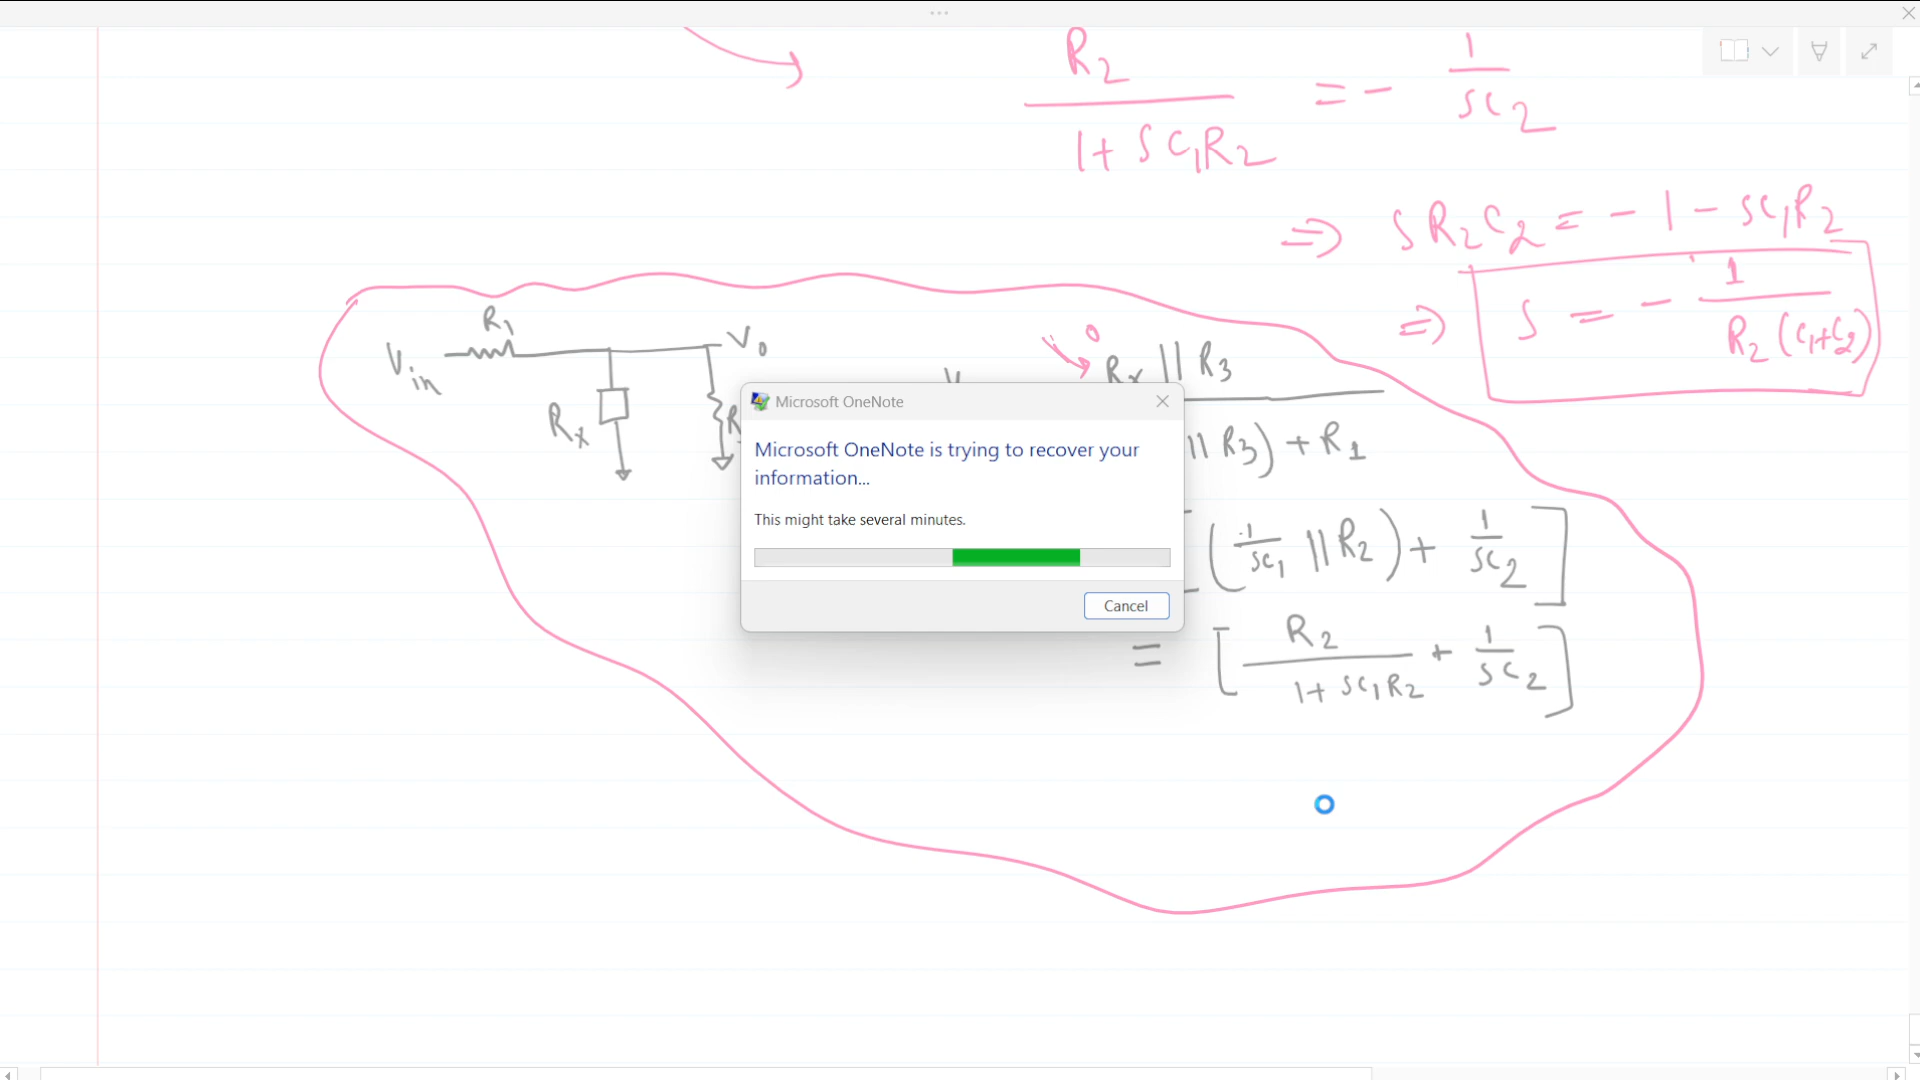 R2 / 1 + SC1R2 = - 1 / SC2
=> SR2C2 = - 1 - SC1R2
=> S = - 1 / R2 (C1+C2)
R1
Vin
V0
0
Rx || R3
Rx
|| R3) + R1
Microsoft OneNote
Microsoft OneNote is trying to recover your
information...
This might take several minutes.
Cancel
(1 / SC1 || R2) + 1 / SC2 ]
= [ R2 / 1 + SC1R2 + 1 / SC2 ]